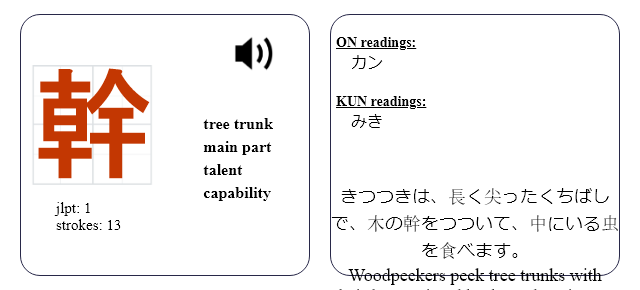 幹
tree trunk
main part
talent
capability
jlpt: 1
strokes: 13
ON readings:
カン
KUN readings:
みき
きつつきは、長く尖ったくちばし
で、木の幹をつついて、中にいる虫
を食べます。
Woodpeckers peck tree trunks with